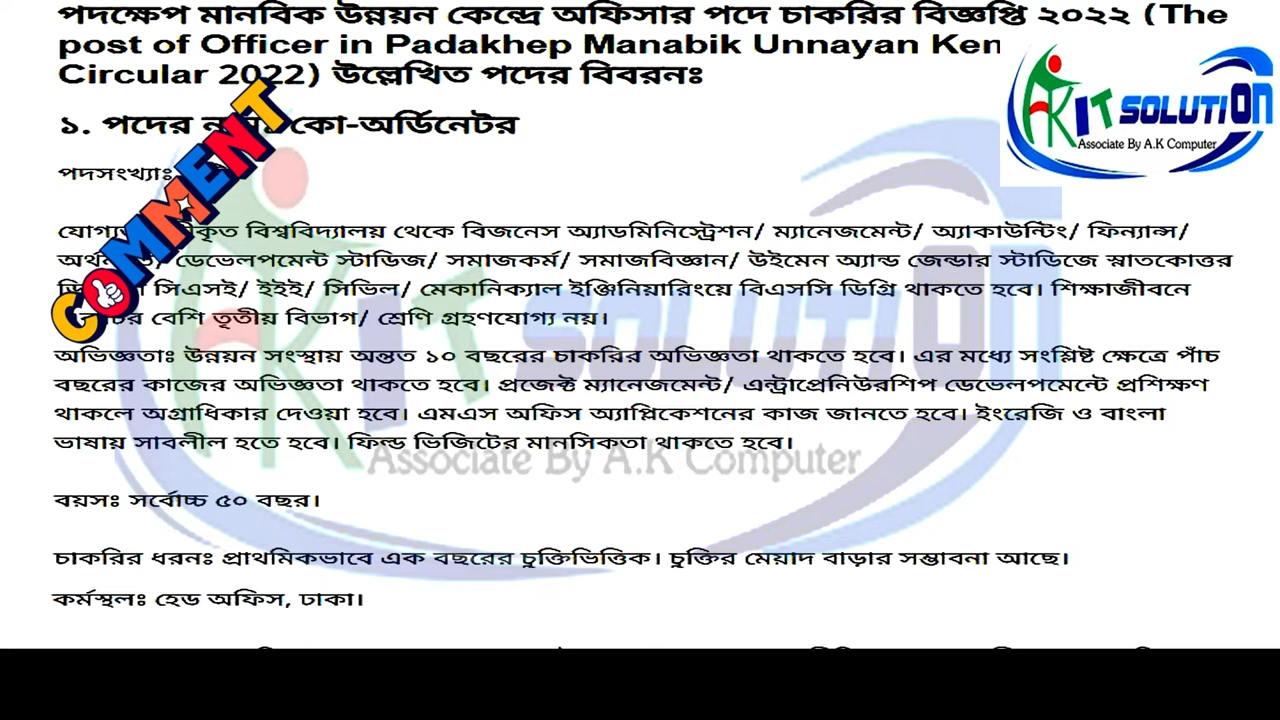 পদক্ষেপ মানবিক উন্নয়ন কেন্দ্রে অফিসার পদে চাকরির বিজ্ঞপ্তি ২০২২ (The
post of Officer in Padakhep Manabik Unnayan Ken
Circular 2022) উল্লেখিত পদের বিবরনঃ
১. পদের কো-অর্ডিনেটর
পদসংখ্যাঃ
বিশ্ববিদ্যালয় থেকে বিজনেস অ্যাডমিনিস্ট্রেশন/ ম্যানেজমেন্ট/ অ্যাকাউন্টিং/ ফিন্যান্স/
ডেভেলপমেন্ট স্টাডিজ/ সমাজকর্ম/ সমাজবিজ্ঞান/ উইমেন অ্যান্ড জেন্ডার স্টাডিজে স্নাতকোত্তর
সিএসই/ ইইই/ সিভিল/ মেকানিক্যাল ইঞ্জিনিয়ারিংয়ে বিএসসি ডিগ্রি থাকতে হবে। শিক্ষাজীবনে
বেশি তৃতীয় বিভাগ/ শ্রেণি গ্রহণযোগ্য নয়।
অভিজ্ঞতাঃ উন্নয়ন সংস্থায় অন্তত ১০ বছরের চাকরির অভিজ্ঞতা থাকতে হবে। এর মধ্যে সংশ্লিষ্ট ক্ষেত্রে পাঁচ
বছরের কাজের অভিজ্ঞতা থাকতে হবে। প্রজেক্ট ম্যানেজমেন্ট/ এন্ট্রাপ্রেনিউরশিপ ডেভেলপমেন্টে প্রশিক্ষণ
থাকলে অগ্রাধিকার দেওয়া হবে। এমএস অফিস অ্যাপ্লিকেশনের কাজ জানতে হবে। ইংরেজি ও বাংলা
ভাষায় সাবলীল হতে হবে। ফিল্ড ভিজিটের মানসিকতা থাকতে হবে।
বয়সঃ সর্বোচ্চ ৫০ বছর।
চাকরির ধরনঃ প্রাথমিকভাবে এক বছরের চুক্তিভিত্তিক। চুক্তির মেয়াদ বাড়ার সম্ভাবনা আছে।
কর্মস্থলঃ হেড অফিস, ঢাকা।
COMMENT
AK IT SOLUTION
Associate By A.K Computer
IT SOLUTION
Associate By A.K Computer